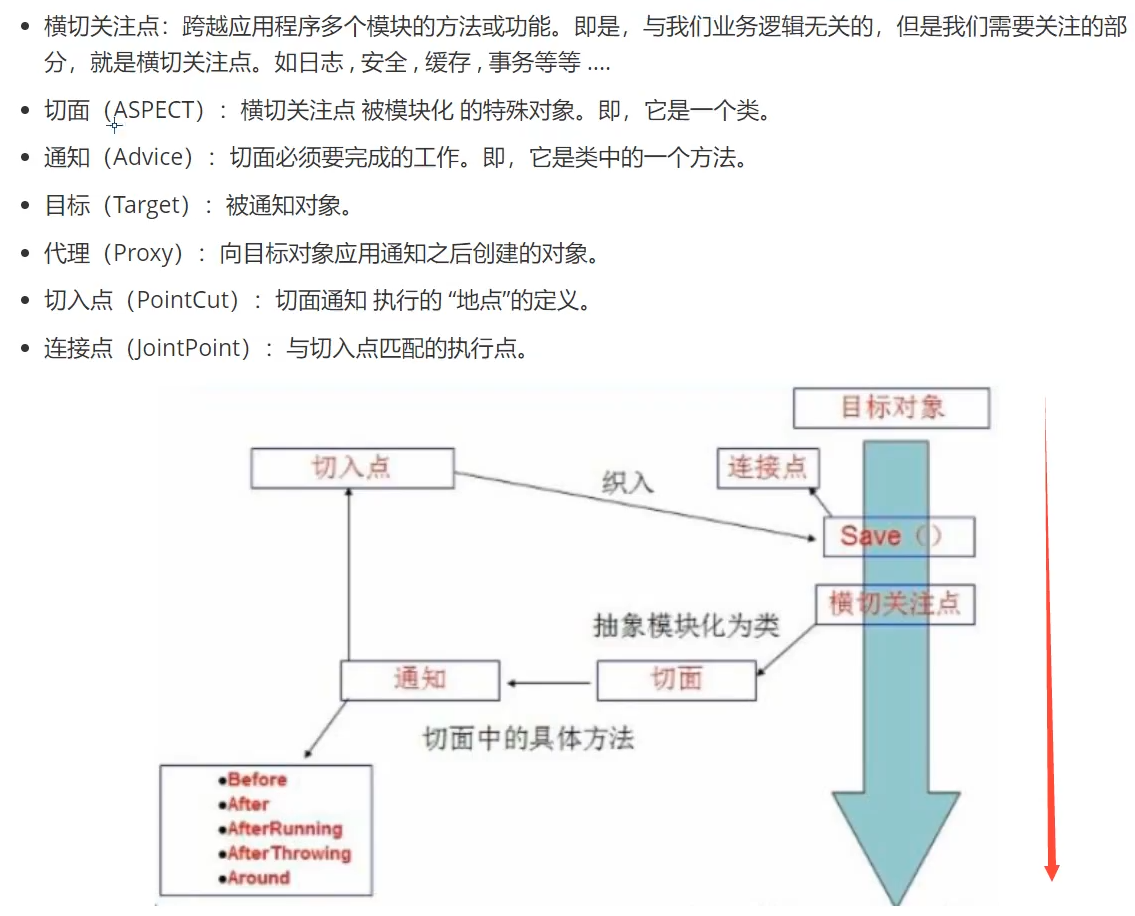 横切关注点：跨越应用程序多个模块的方法或功能。即是，与我们业务逻辑无关的，但是我们需要关注的部
分，就是横切关注点。如日志 , 安全 , 缓存 , 事务等等 ....
切面（ASPECT）：横切关注点 被模块化 的特殊对象。即，它是一个类。
通知（Advice）：切面必须要完成的工作。即，它是类中的一个方法。
目标（Target）：被通知对象。
代理（Proxy）：向目标对象应用通知之后创建的对象。
切入点（PointCut）：切面通知 执行的 “地点”的定义。
连接点（JointPoint）：与切入点匹配的执行点。
目标对象
切入点
织入
连接点
Save（）
横切关注点
抽象模块化为类
通知
切面
切面中的具体方法
●Before
●After
●AfterRunning
●AfterThrowing
●Around